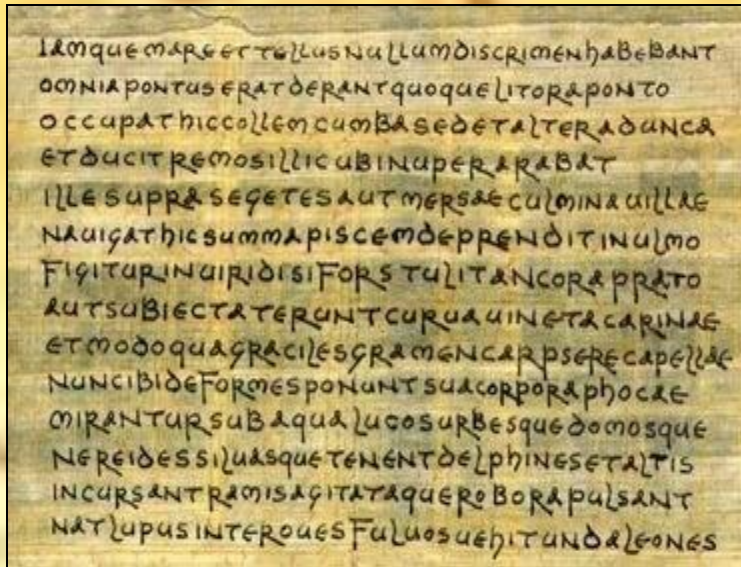 IAMQUEMAREETTELLUSNULLUMDISCRIMENHABEBANT
OMNIAPONTUSERATDERANTQUOQUELITORAPONTO
OCCUPATHICCOLLEMCUMBASEDETALTERADUNCA
ETDUCITREMOSILLICUBINUPERARABAT
ILLESUPRASEGETESAUTMERSAECULMINAUILLAE
NAUIGATHICSUMMAPISCEMDEPRENDITINULMO
FIGITURINUIRIDISIFORSTULITANCORAPRATO
AUTSUBIECTATERUNTCURUAUINETACARINAE
ETMODOQUAGRACILESGRAMENCARPSERECAPELLAE
NUNCIBIDEFORMESPONUNTSUACORPORAPHOCAE
MIRANTURSUBAQUALUCOSURBESQUEDOMOSQUE
NEREIDESSILUASQUETENENTDELPHINESETALTIS
INCURSANTRAMISAGITATAQUEROBORAPULSANT
NATLUPUSINTEROUESFULUOSUEHITUNDALEONES